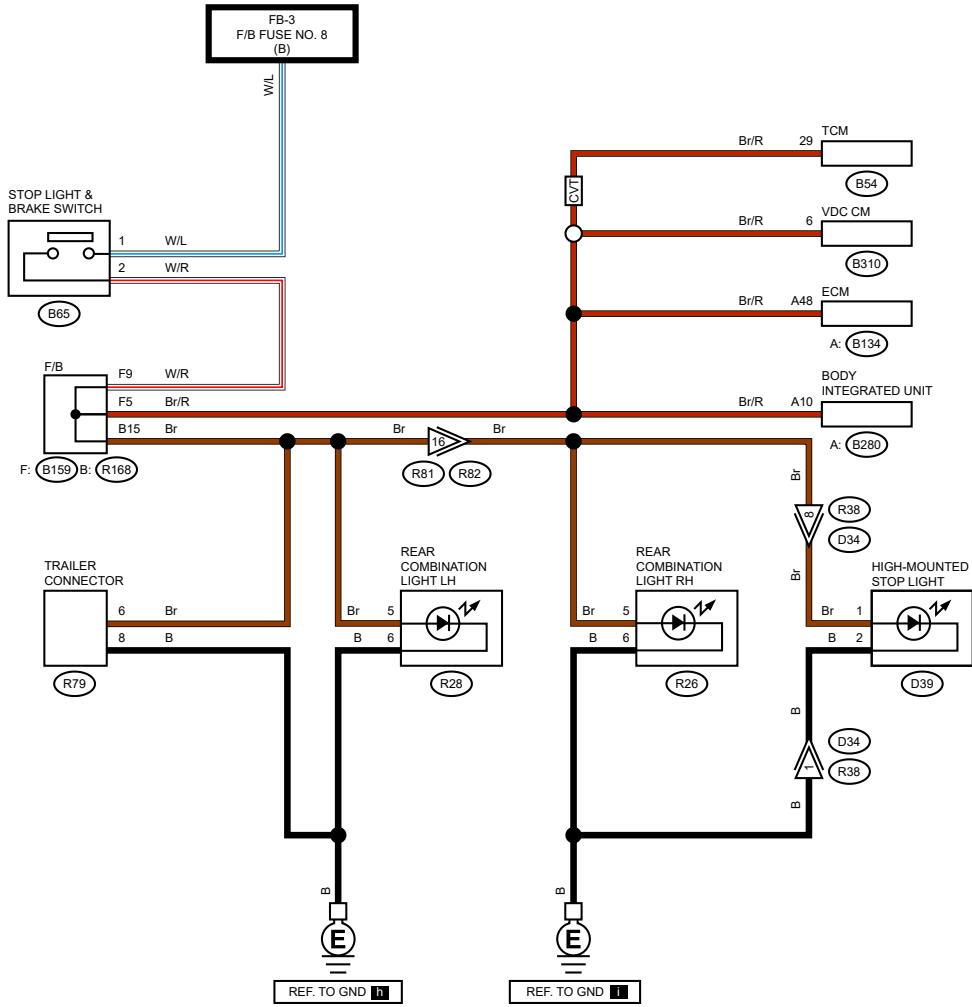 FB-3
F/B FUSE NO. 8
(B)
W/L
TCM
29
Br/R
B54
CVT
VDC CM
6
Br/R
B310
STOP LIGHT &
BRAKE SWITCH
1 W/L
2 W/R
B65
ECM
Br/R A48
A: B134
F/B
F9 W/R
F5 Br/R
B15 Br
F: B159 B: R168
BODY
INTEGRATED UNIT
Br/R A10
A: B280
Br 16 Br
R81 R82
Br
8
R38
D34
Br
TRAILER
CONNECTOR
6 Br
8 B
R79
REAR
COMBINATION
LIGHT LH
Br 5
B 6
R28
REAR
COMBINATION
LIGHT RH
Br 5
B 6
R26
HIGH-MOUNTED
STOP LIGHT
Br 1
B 2
D39
B
1
D34
R38
B
B
E
REF. TO GND h
B
E
REF. TO GND i